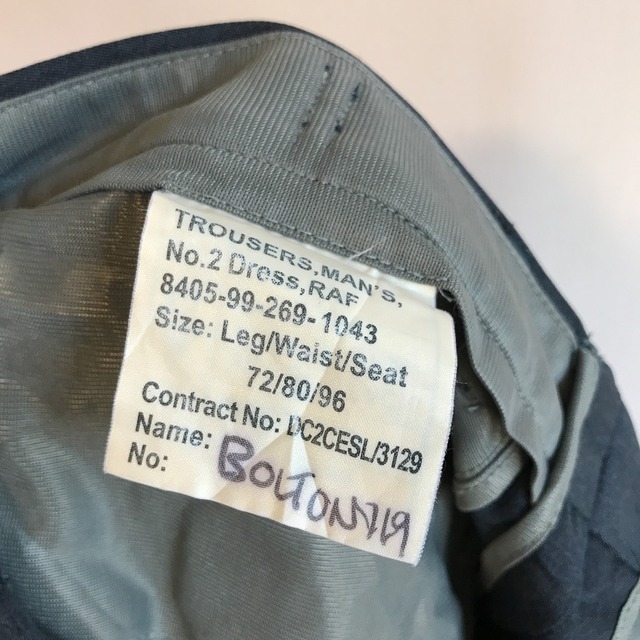 TROUSERS,MAN'S,
No.2 Dress,RAF
8405-99-269-1043
Size: Leg/Waist/Seat
72/80/96
Contract No: DC2CESL/3129
Name: BOLTON719
No: